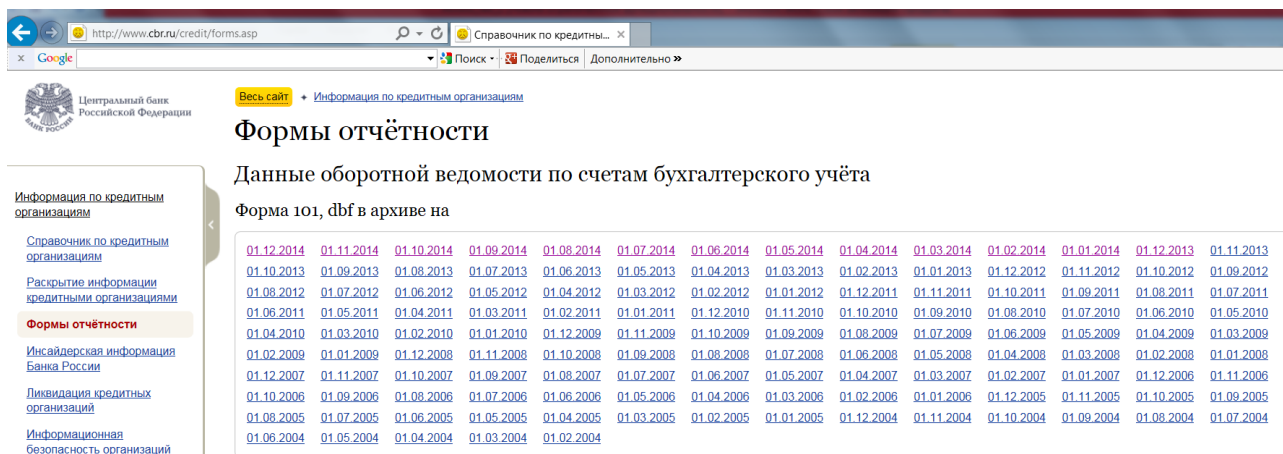 http://www.cbr.ru/credit/forms.asp
Справочник по кредитны...
x Google
Поиск
Поделиться
Дополнительно »
Центральный банк
Российской Федерации
БАНК РОССИИ
Весь сайт
Информация по кредитным организациям
Формы отчётности
Данные оборотной ведомости по счетам бухгалтерского учёта
Форма 101, dbf в архиве на
Информация по кредитным
организациям
Справочник по кредитным
организациям
Раскрытие информации
кредитными организациями
Формы отчётности
Инсайдерская информация
Банка России
Ликвидация кредитных
организаций
Информационная
безопасность организаций
01.12.2014 01.11.2014 01.10.2014 01.09.2014 01.08.2014 01.07.2014 01.06.2014 01.05.2014 01.04.2014 01.03.2014 01.02.2014 01.01.2014 01.12.2013 01.11.2013
01.10.2013 01.09.2013 01.08.2013 01.07.2013 01.06.2013 01.05.2013 01.04.2013 01.03.2013 01.02.2013 01.01.2013 01.12.2012 01.11.2012 01.10.2012 01.09.2012
01.08.2012 01.07.2012 01.06.2012 01.05.2012 01.04.2012 01.03.2012 01.02.2012 01.01.2012 01.12.2011 01.11.2011 01.10.2011 01.09.2011 01.08.2011 01.07.2011
01.06.2011 01.05.2011 01.04.2011 01.03.2011 01.02.2011 01.01.2011 01.12.2010 01.11.2010 01.10.2010 01.09.2010 01.08.2010 01.07.2010 01.06.2010 01.05.2010
01.04.2010 01.03.2010 01.02.2010 01.01.2010 01.12.2009 01.11.2009 01.10.2009 01.09.2009 01.08.2009 01.07.2009 01.06.2009 01.05.2009 01.04.2009 01.03.2009
01.02.2009 01.01.2009 01.12.2008 01.11.2008 01.10.2008 01.09.2008 01.08.2008 01.07.2008 01.06.2008 01.05.2008 01.04.2008 01.03.2008 01.02.2008 01.01.2008
01.12.2007 01.11.2007 01.10.2007 01.09.2007 01.08.2007 01.07.2007 01.06.2007 01.05.2007 01.04.2007 01.03.2007 01.02.2007 01.01.2007 01.12.2006 01.11.2006
01.10.2006 01.09.2006 01.08.2006 01.07.2006 01.06.2006 01.05.2006 01.04.2006 01.03.2006 01.02.2006 01.01.2006 01.12.2005 01.11.2005 01.10.2005 01.09.2005
01.08.2005 01.07.2005 01.06.2005 01.05.2005 01.04.2005 01.03.2005 01.02.2005 01.01.2005 01.12.2004 01.11.2004 01.10.2004 01.09.2004 01.08.2004 01.07.2004
01.06.2004 01.05.2004 01.04.2004 01.03.2004 01.02.2004